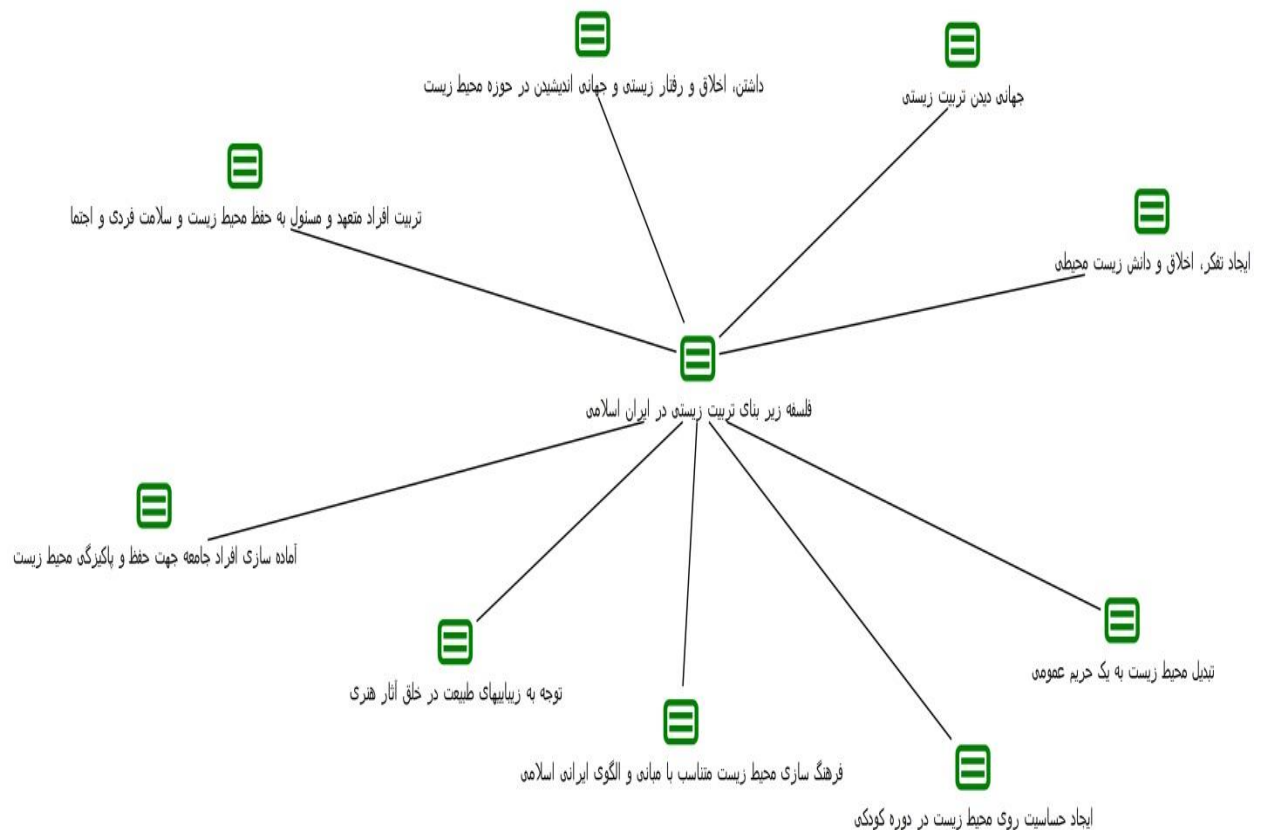 داشتن، اخلاق و رفتار زیستی و جهانی اندیشیدن در حوزه محیط زیست
جهانی دیدن تربیت زیستی
تربیت افراد متعهد و مسئول به حفظ محیط زیست و سلامت فردی و اجتما
ایجاد تفکر، اخلاق و دانش زیست محیطی
فلسفه زیر بنای تربیت زیستی در ایران اسلامی
آماده سازی افراد جامعه جهت حفظ و پاکیزگی محیط زیست
تبدیل محیط زیست به یک حریم عمومی
توجه به زیباییهای طبیعت در خلق آثار هنری
فرهنگ سازی محیط زیست متناسب با مبانی و الگوی ایرانی اسلامی
ایجاد حساسیت روی محیط زیست در دوره کودکی